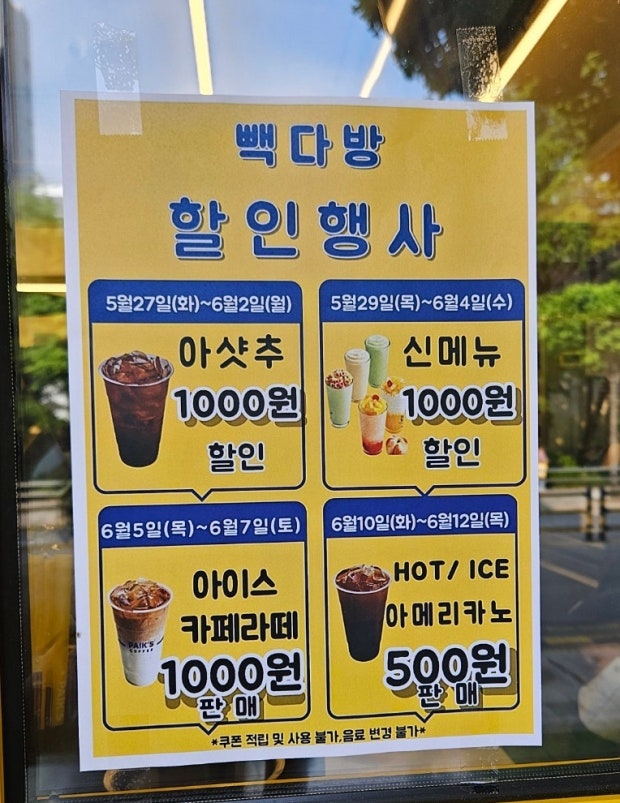 빽다방
할인행사
5월27일(화)~6월2일(월)
아샷추
1000원
할인
5월29일(목)~6월4일(수)
신메뉴
1000원
할인
6월5일(목)~6월7일(토)
아이스
카페라떼
1000원
판매
PAIK'S
COFFEE
6월10일(화)~6월12일(목)
HOT/ ICE
아메리카노
500원
판매
*쿠폰 적립 및 사용 불가, 음료 변경 불가*